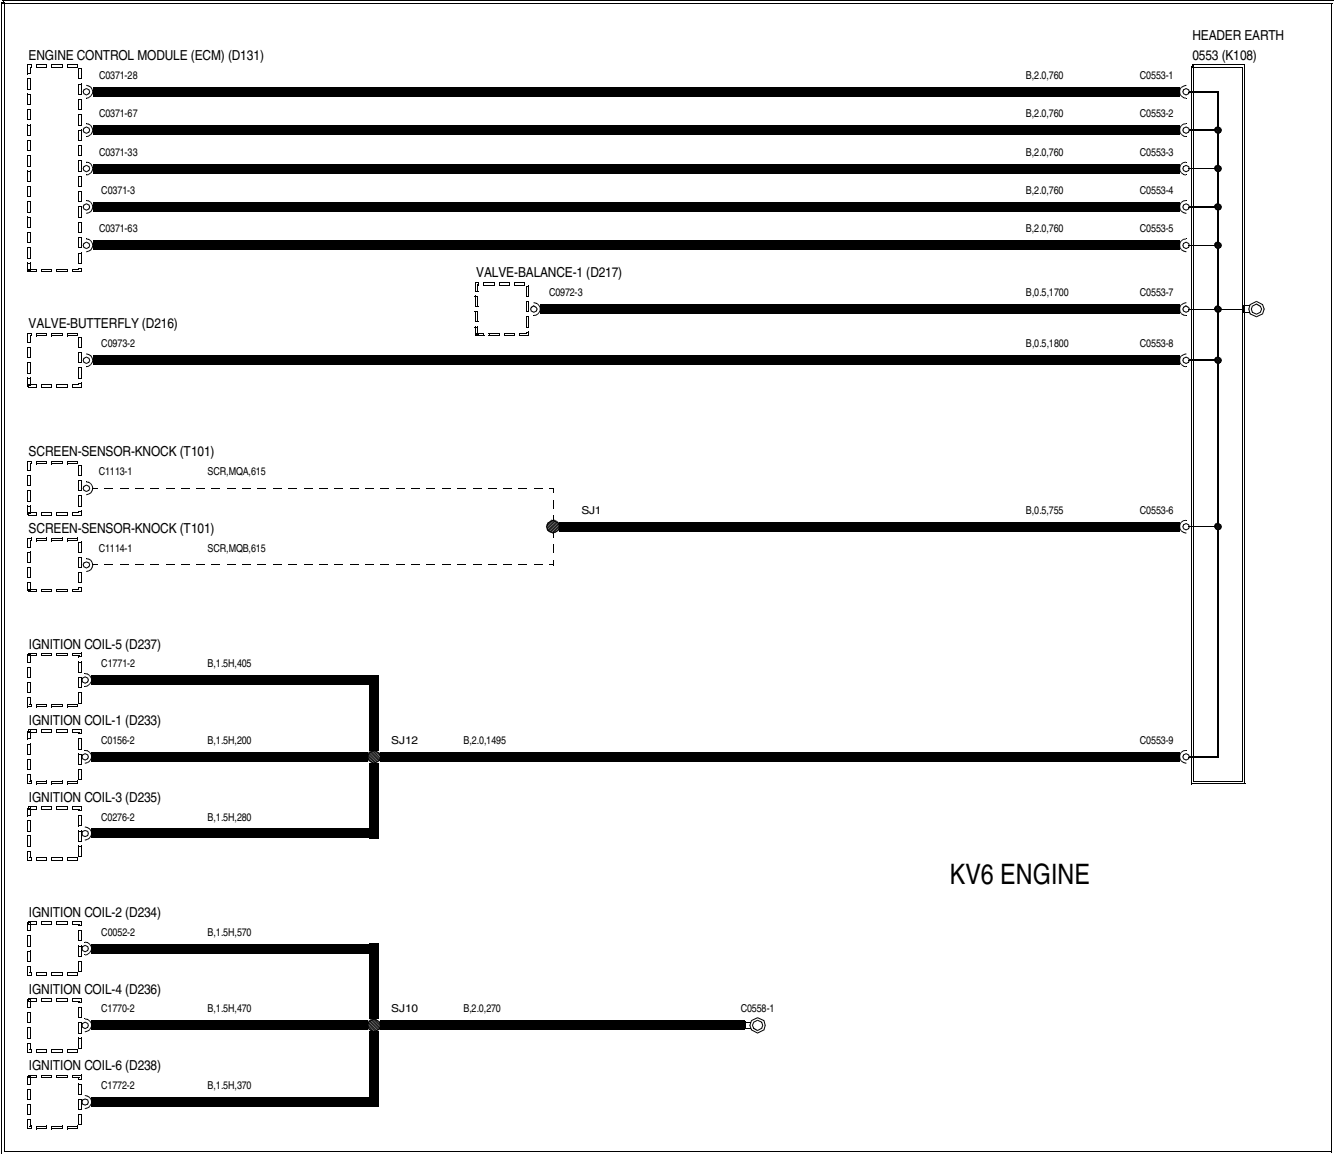 HEADER EARTH
0553 (K108)
ENGINE CONTROL MODULE (ECM) (D131)
C0371-28 B,2.0,760 C0553-1
C0371-67 B,2.0,760 C0553-2
C0371-33 B,2.0,760 C0553-3
C0371-3 B,2.0,760 C0553-4
C0371-63 B,2.0,760 C0553-5
VALVE-BALANCE-1 (D217)
C0972-3 B,0.5,1700 C0553-7
VALVE-BUTTERFLY (D216)
C0973-2 B,0.5,1800 C0553-8
SCREEN-SENSOR-KNOCK (T101)
C1113-1 SCR,MQA,615
SJ1 B,0.5,755 C0553-6
SCREEN-SENSOR-KNOCK (T101)
C1114-1 SCR,MQB,615
IGNITION COIL-5 (D237)
C1771-2 B,1.5H,405
IGNITION COIL-1 (D233)
C0156-2 B,1.5H,200 SJ12 B,2.0,1495 C0553-9
IGNITION COIL-3 (D235)
C0276-2 B,1.5H,280
KV6 ENGINE
IGNITION COIL-2 (D234)
C0052-2 B,1.5H,570
IGNITION COIL-4 (D236)
C1770-2 B,1.5H,470 SJ10 B,2.0,270 C0558-1
IGNITION COIL-6 (D238)
C1772-2 B,1.5H,370